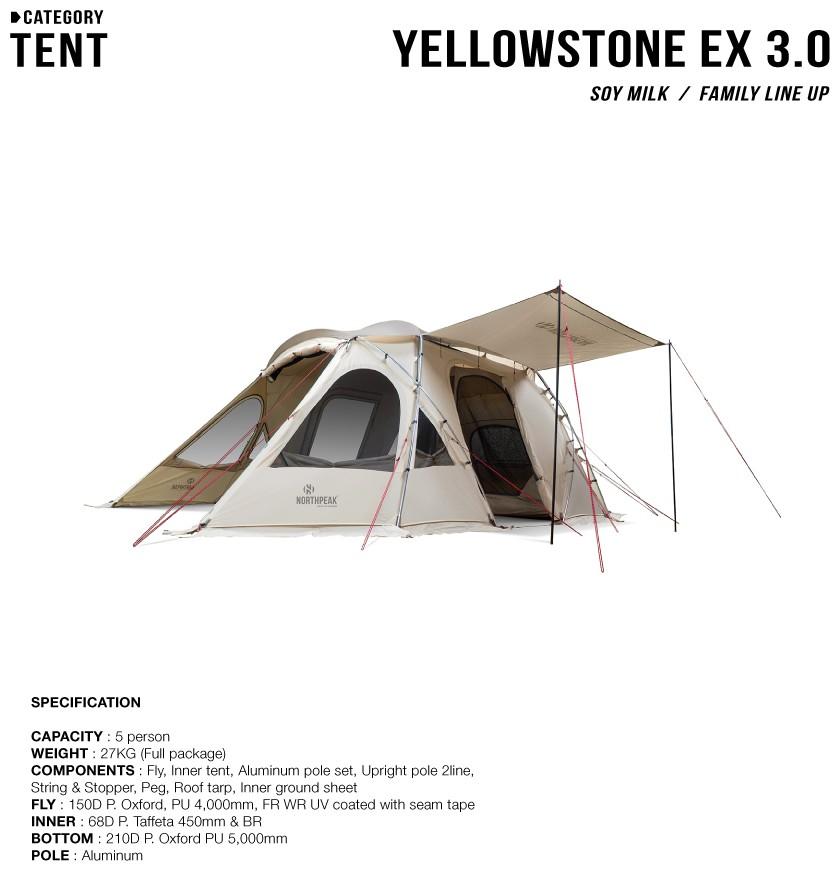 CATEGORY
TENT
YELLOWSTONE EX 3.0
SOY MILK / FAMILY LINE UP
NORTHPEAK
SPECIFICATION
CAPACITY : 5 person
WEIGHT : 27KG (Full package)
COMPONENTS : Fly, Inner tent, Aluminum pole set, Upright pole 2line,
String & Stopper, Peg, Roof tarp, Inner ground sheet
FLY : 150D P. Oxford, PU 4,000mm, FR WR UV coated with seam tape
INNER : 68D P. Taffeta 450mm & BR
BOTTOM : 210D P. Oxford PU 5,000mm
POLE : Aluminum